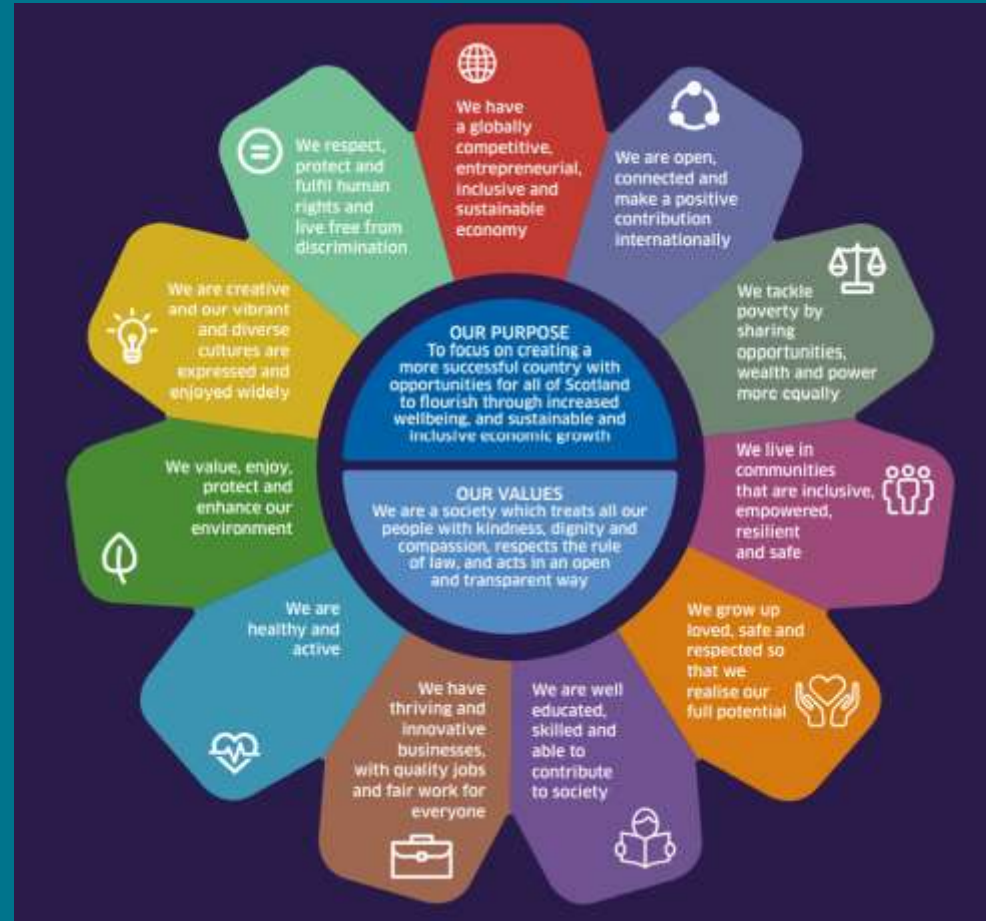 We have
a globally
competitive,
entrepreneurial,
inclusive and
sustainable
economy
We are open,
connected and
make a positive
contribution
internationally
We tackle
poverty by
sharing
opportunities,
wealth and power
more equally
We live in
communities
that are inclusive,
empowered,
resilient
and safe
We grow up
loved, safe and
respected so
that we
realise our
full potential
We are well
educated,
skilled and
able to
contribute
to society
We have
thriving and
innovative
businesses,
with quality jobs
and fair work for
everyone
We are
healthy and
active
We value, enjoy,
protect and
enhance our
environment
We are creative
and our vibrant
and diverse
cultures are
expressed and
enjoyed widely
We respect,
protect and
fulfil human
rights and
live free from
discrimination
OUR PURPOSE
To focus on creating a
more successful country with
opportunities for all of Scotland
to flourish through increased
wellbeing, and sustainable and
inclusive economic growth
OUR VALUES
We are a society which treats all our
people with kindness, dignity and
compassion, respects the rule
of law, and acts in an open
and transparent way